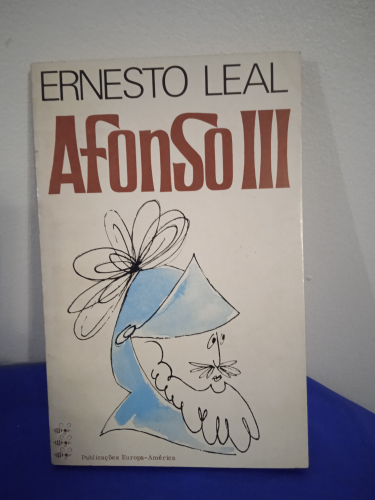 ERNESTO LEAL
AfonSo III
Publicações Europa-América